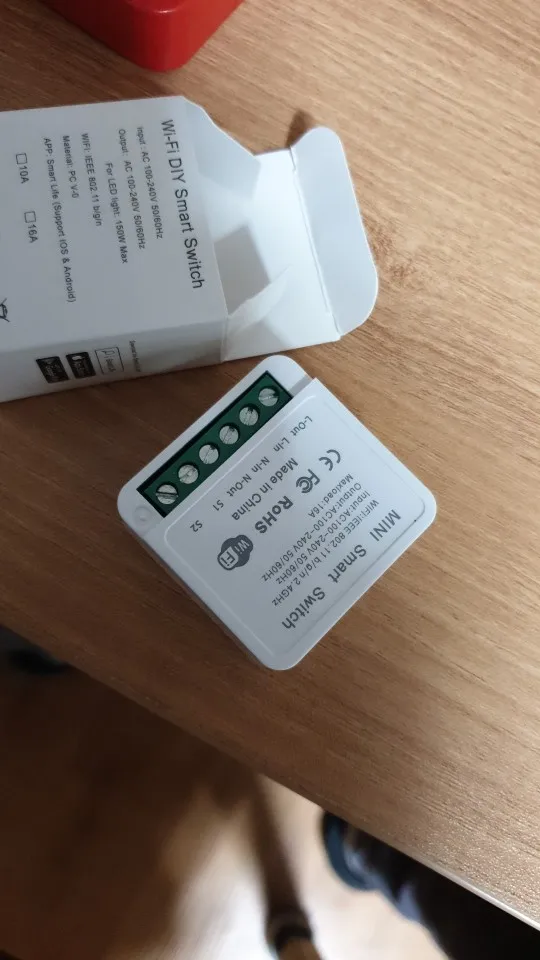 Wi-Fi DIY Smart Switch
Input : AC 100-240V 50/60Hz
Output: AC 100-240V 50/60Hz
For LED light: 150W Max
WIFI: IEEE 802.11 b/g/n
Material: PC V-0
APP: Smart Life (Support IOS & Android)
10A 16A
L-Out L-In N-In N-Out S1 S2
CE FC RoHS
Made in China
WiFi
MINI Smart Switch
WIFI:IEEE 802.11 b/g/n 2.4GHz
Input:AC100~240V 50/60Hz
Output:AC100~240V 50/60Hz
Maxload:16A